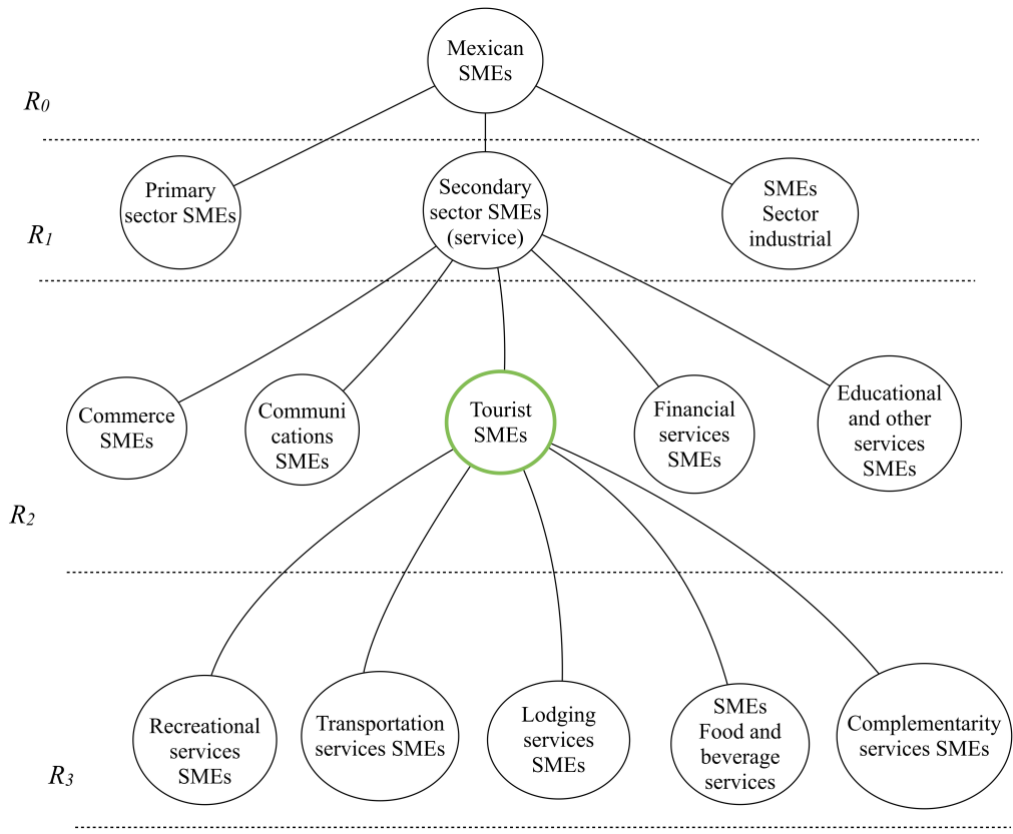 Mexican
SMEs
R0
Primary
sector SMEs
Secondary
sector SMEs
(service)
SMEs
Sector
industrial
R1
Commerce
SMEs
Communi
cations
SMEs
Tourist
SMEs
Financial
services
SMEs
Educational
and other
services
SMEs
R2
Recreational
services
SMEs
Transportation
services SMEs
Lodging
services
SMEs
SMEs
Food and
beverage
services
Complementarity
services SMEs
R3